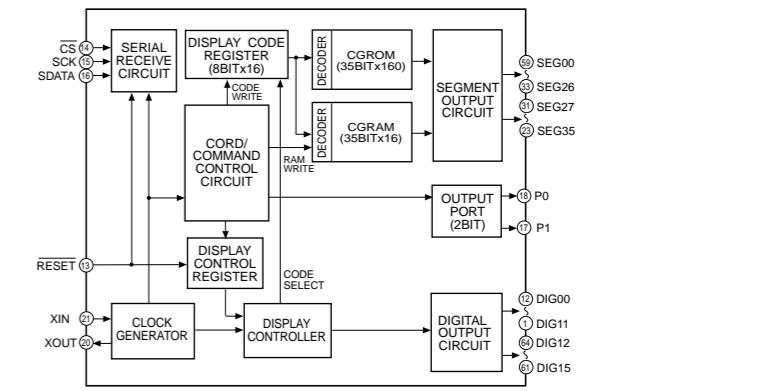 CS
14
SCK
15
SDATA
16
SERIAL
RECEIVE
CIRCUIT
DISPLAY CODE
REGISTER
(8BITx16)
DECODER
CGROM
(35BITx160)
SEGMENT
OUTPUT
CIRCUIT
59 SEG00
33 SEG26
31 SEG27
23 SEG35
CODE
WRITE
DECODER
CGRAM
(35BITx16)
CORD/
COMMAND
CONTROL
CIRCUIT
RAM
WRITE
OUTPUT
PORT
(2BIT)
18 P0
17 P1
RESET 13
DISPLAY
CONTROL
REGISTER
CODE
SELECT
XIN 21
XOUT 20
CLOCK
GENERATOR
DISPLAY
CONTROLLER
DIGITAL
OUTPUT
CIRCUIT
12 DIG00
1 DIG11
64 DIG12
61 DIG15